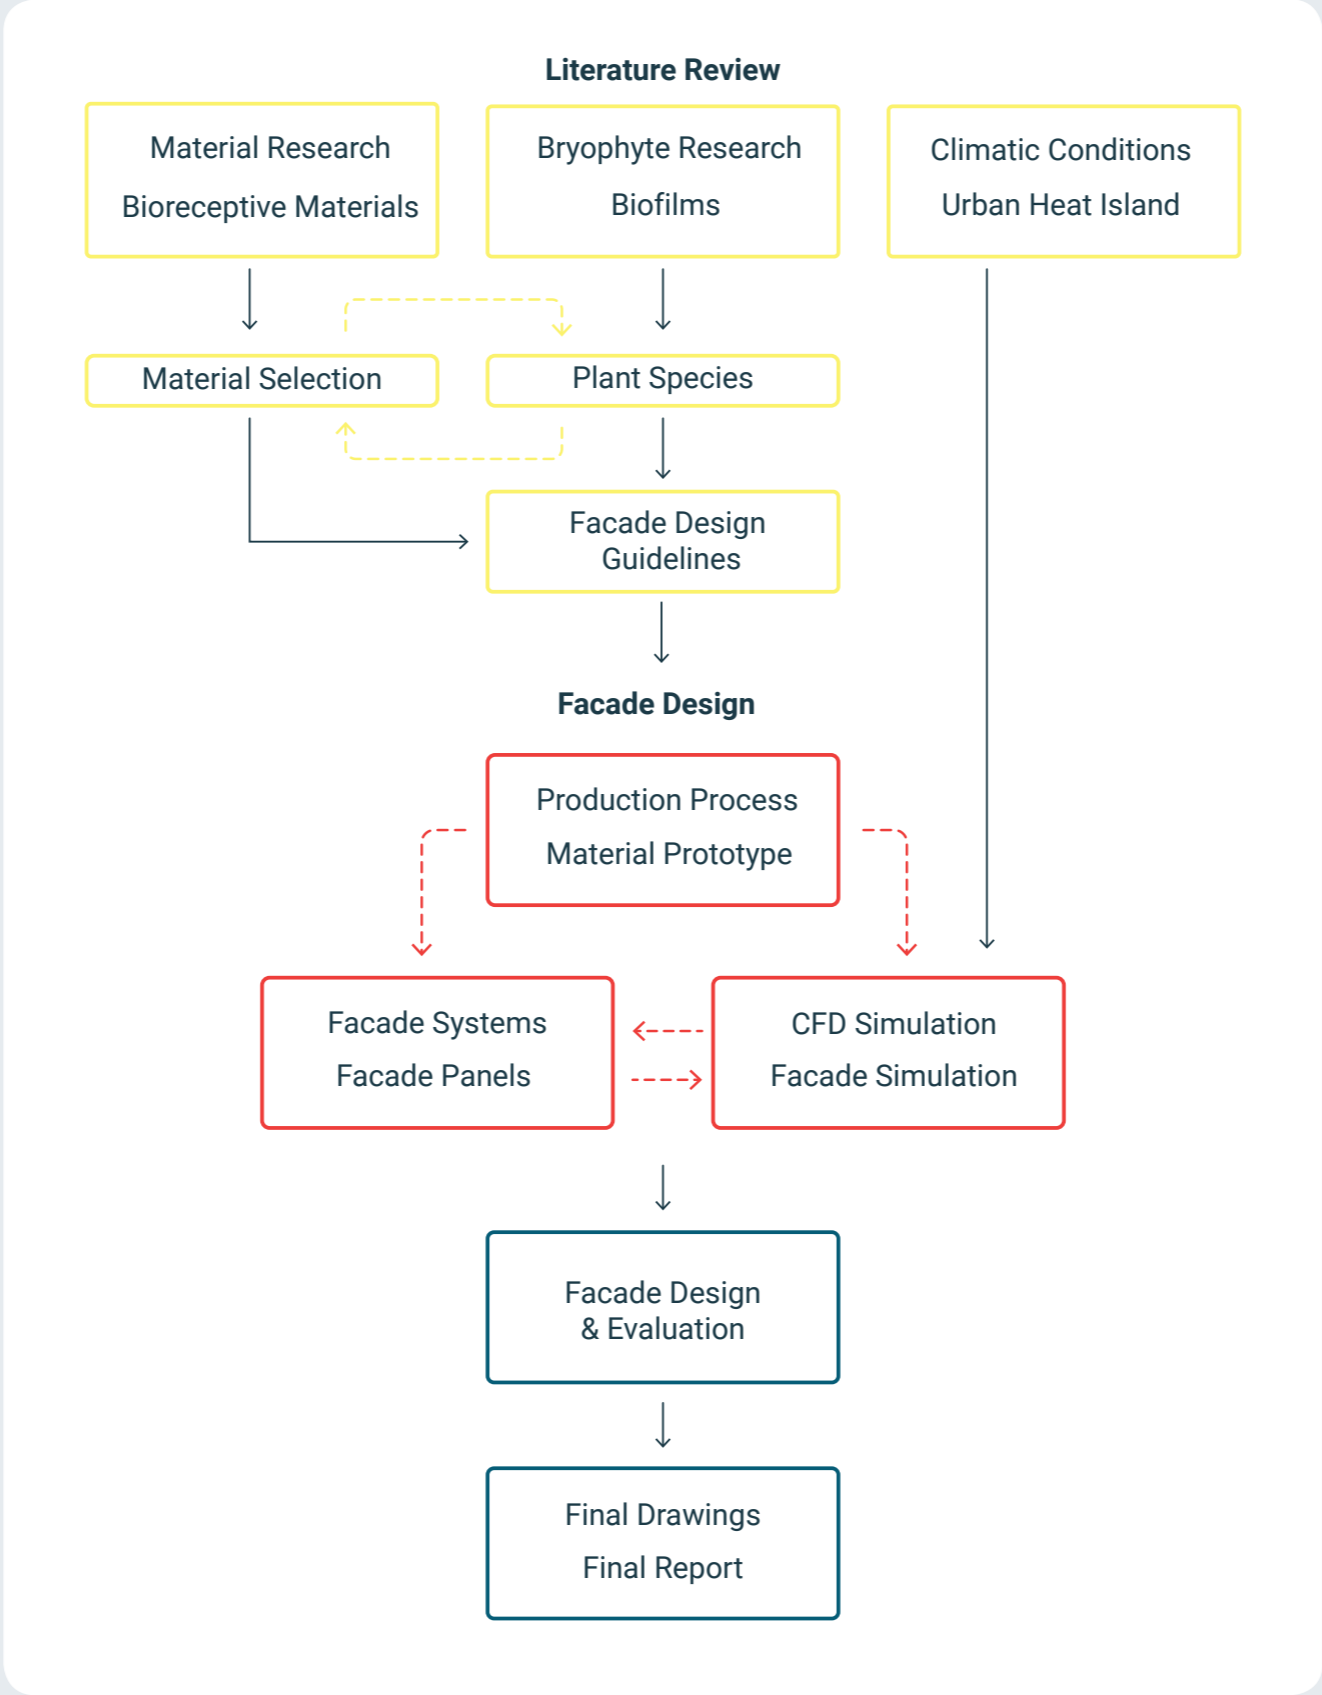 Literature Review
Material Research
Bioreceptive Materials
Bryophyte Research
Biofilms
Climatic Conditions
Urban Heat Island
Material Selection
Plant Species
Facade Design
Guidelines
Facade Design
Production Process
Material Prototype
Facade Systems
Facade Panels
CFD Simulation
Facade Simulation
Facade Design
& Evaluation
Final Drawings
Final Report